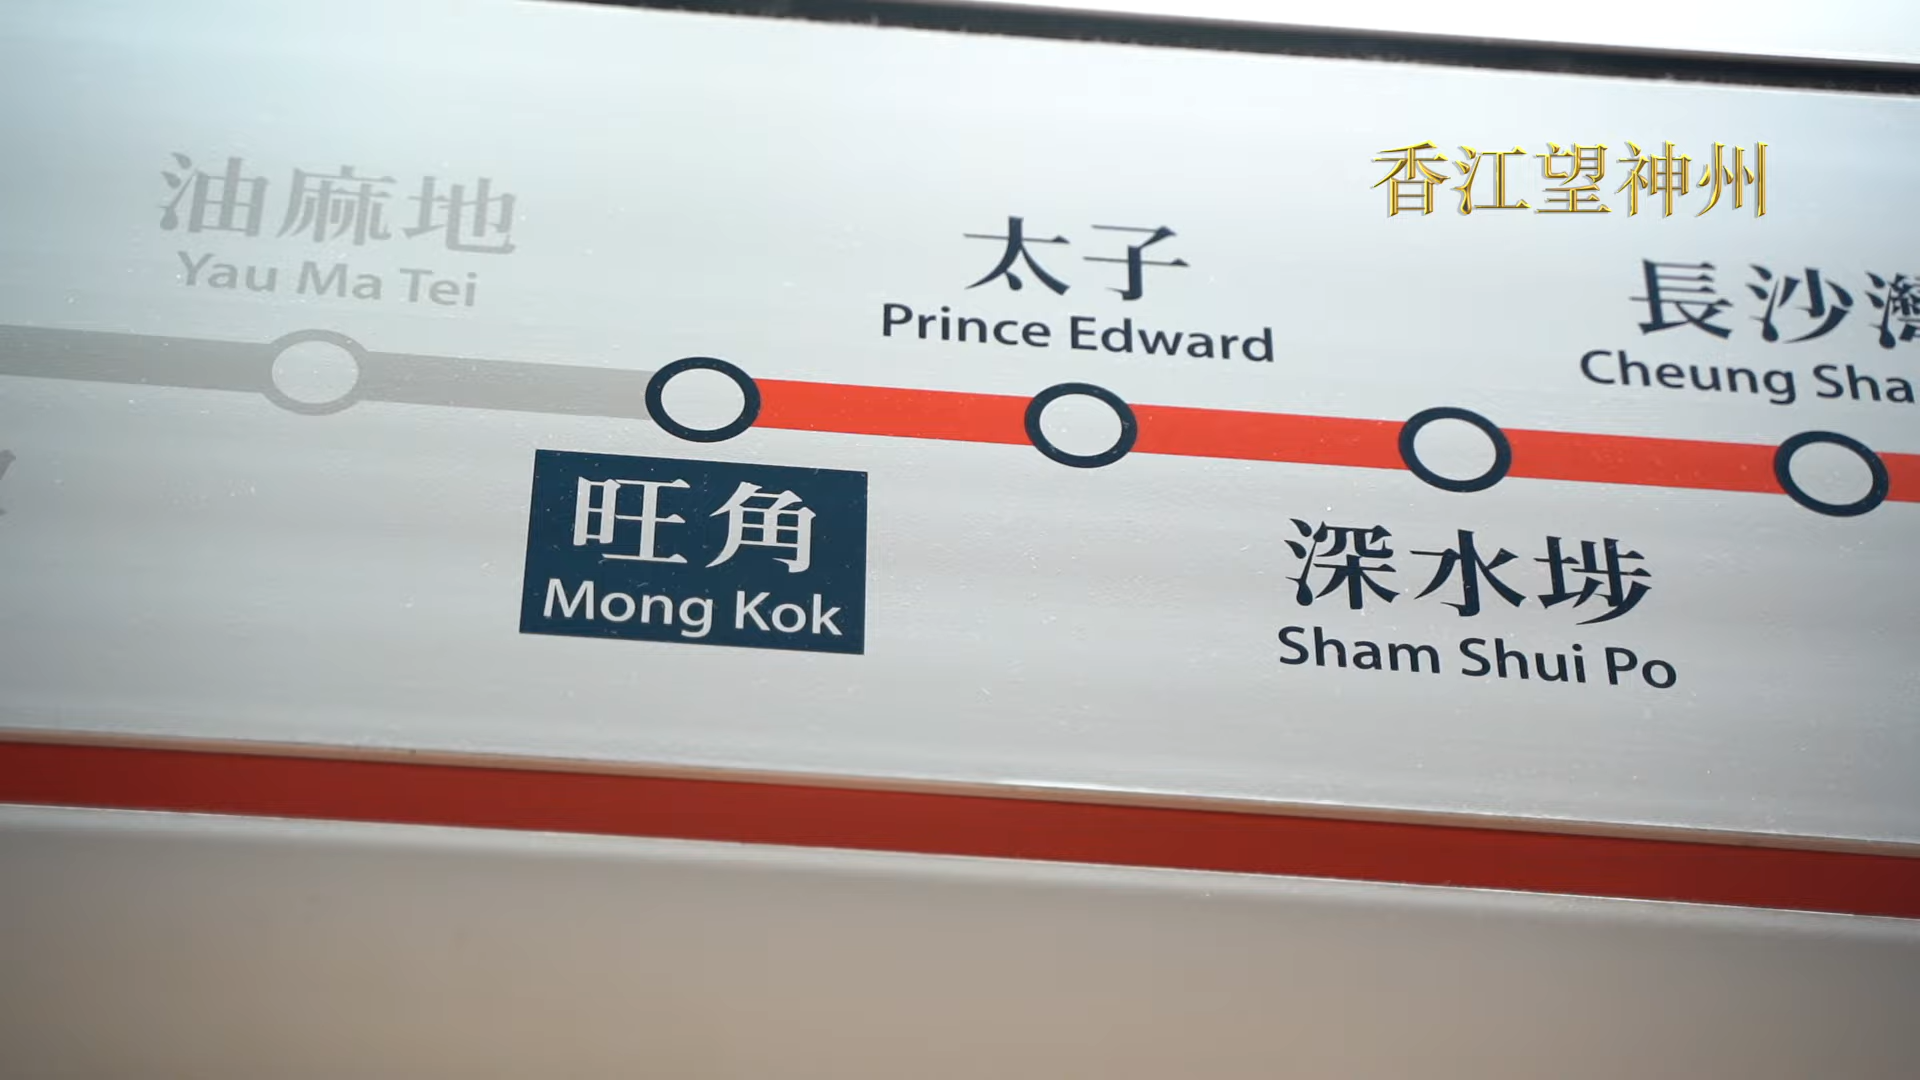 香江望神州
油麻地
Yau Ma Tei
太子
Prince Edward
長沙灣
Cheung Sha
旺角
Mong Kok
深水埗
Sham Shui Po